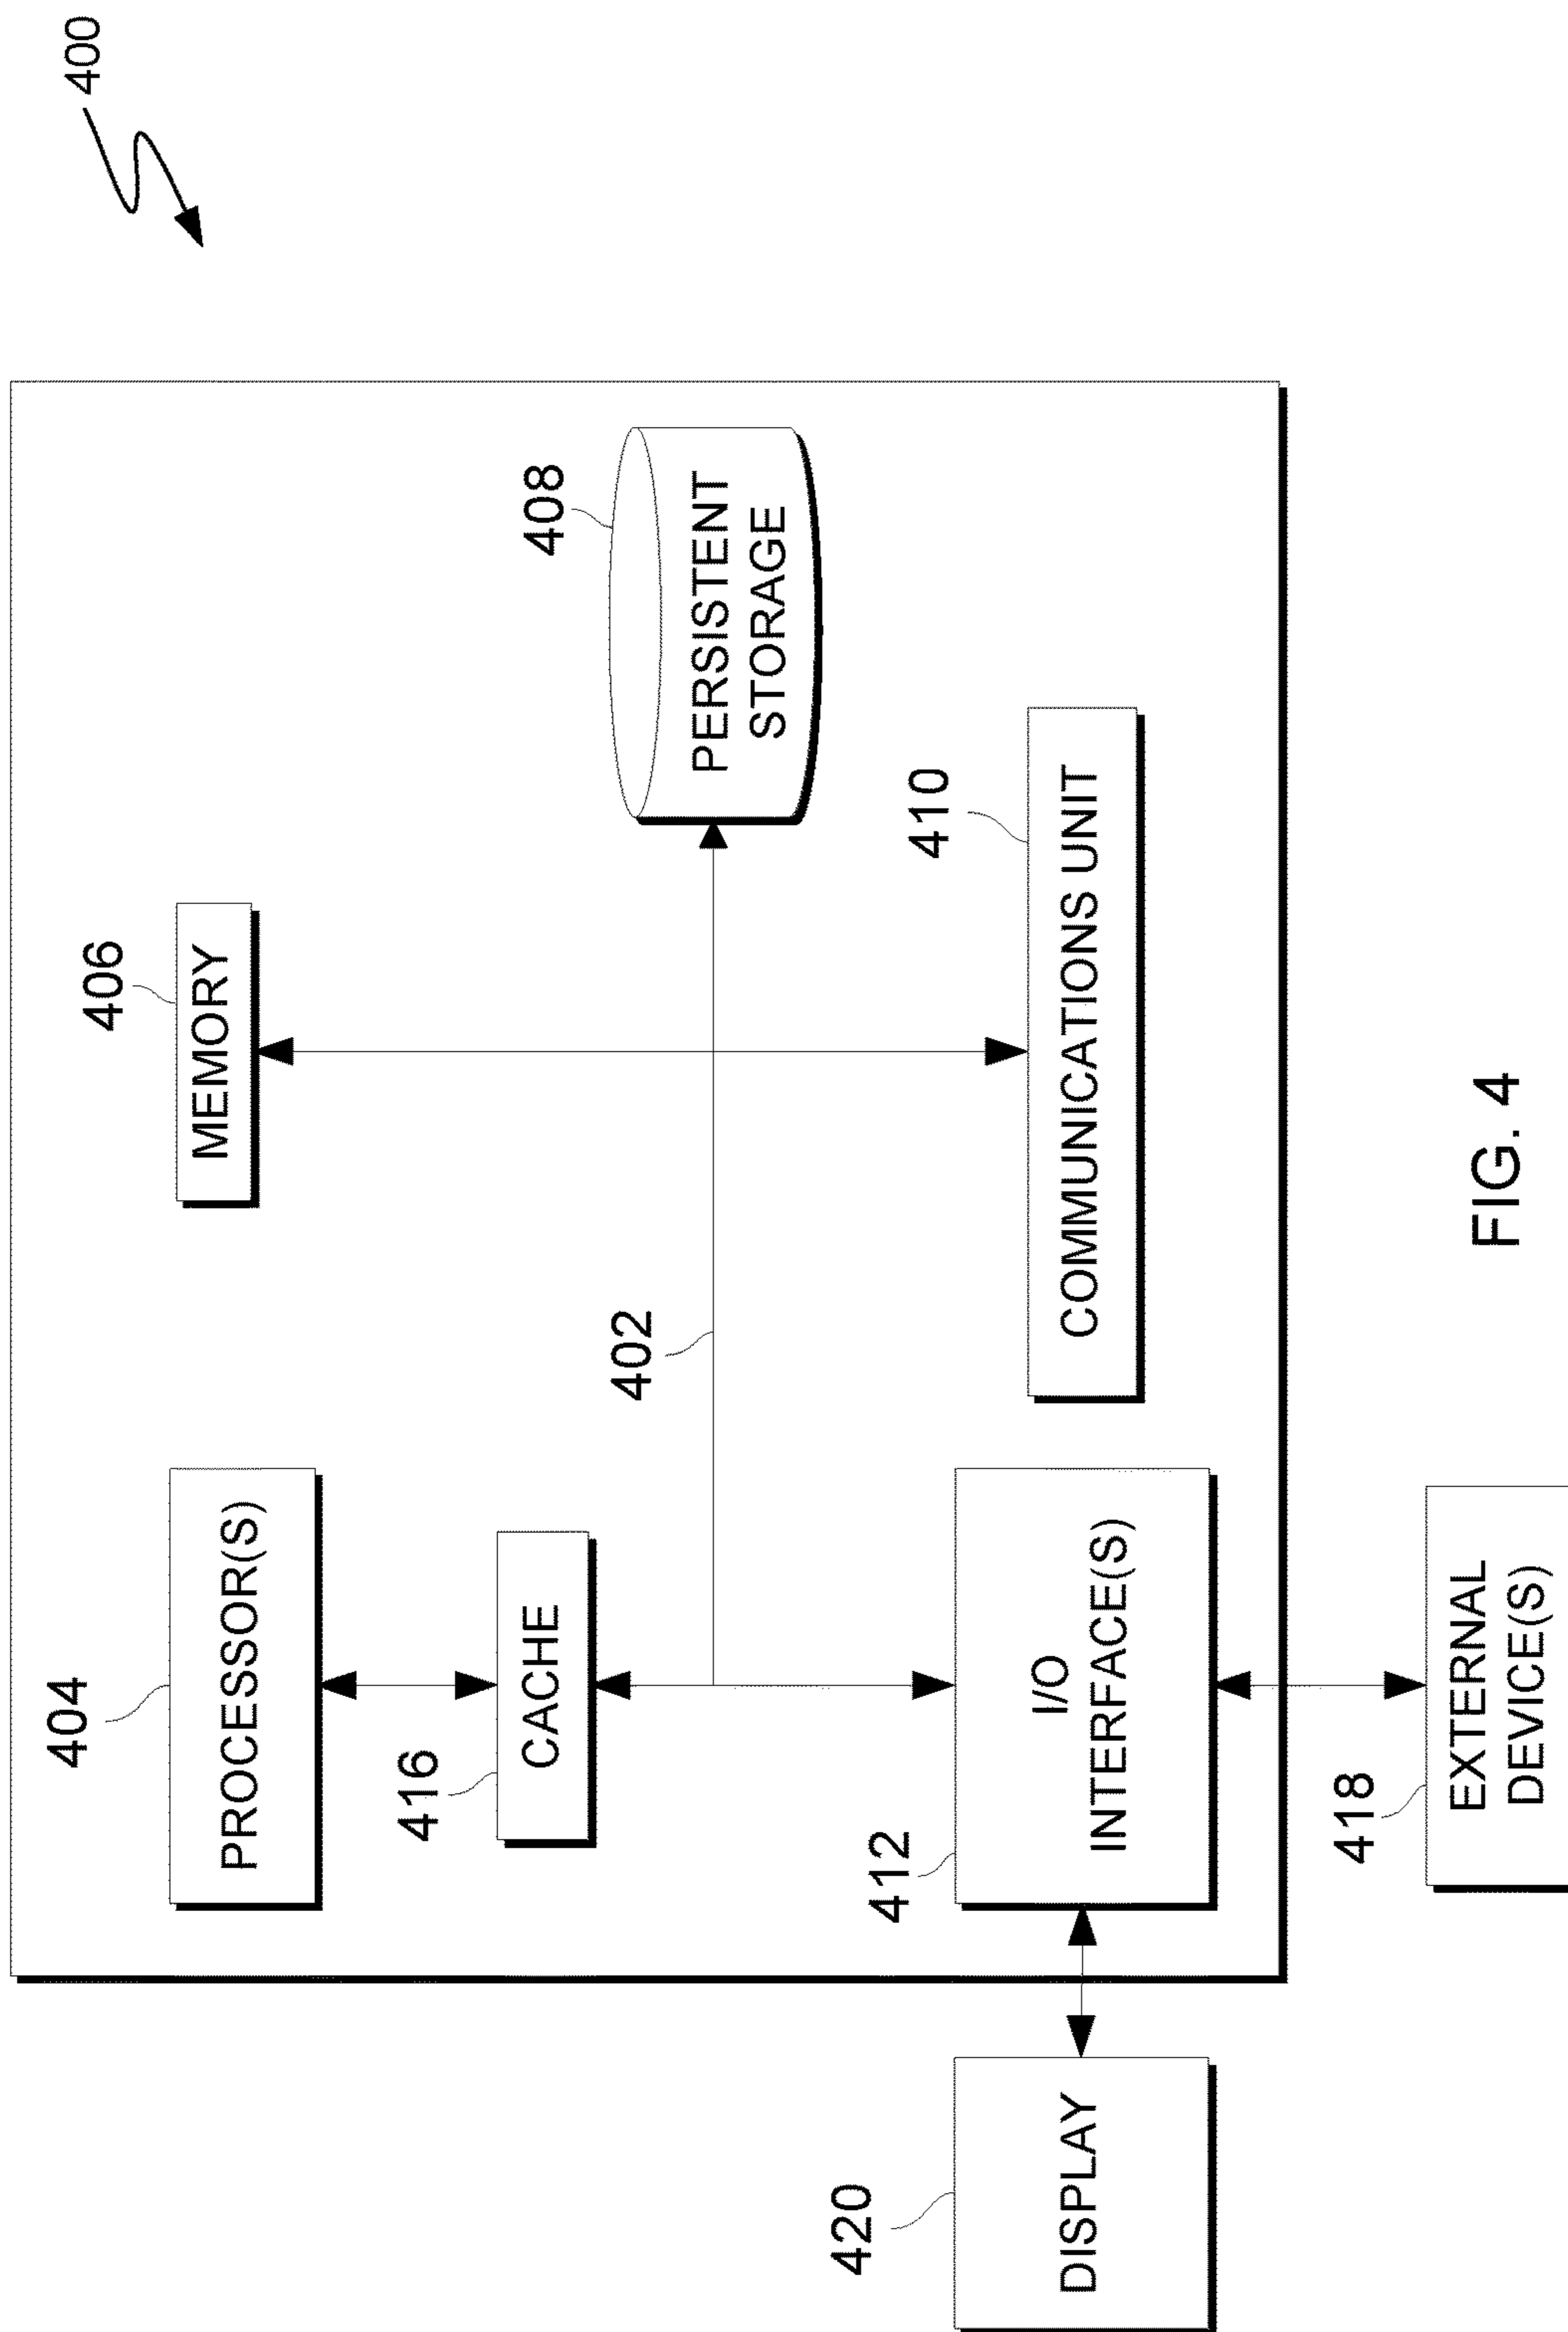 400
404
PROCESSOR(S)
406
MEMORY
416
CACHE
408
PERSISTENT
STORAGE
402
412
I/O
INTERFACE(S)
410
COMMUNICATIONS UNIT
420
DISPLAY
418
EXTERNAL
DEVICE(S)
FIG. 4